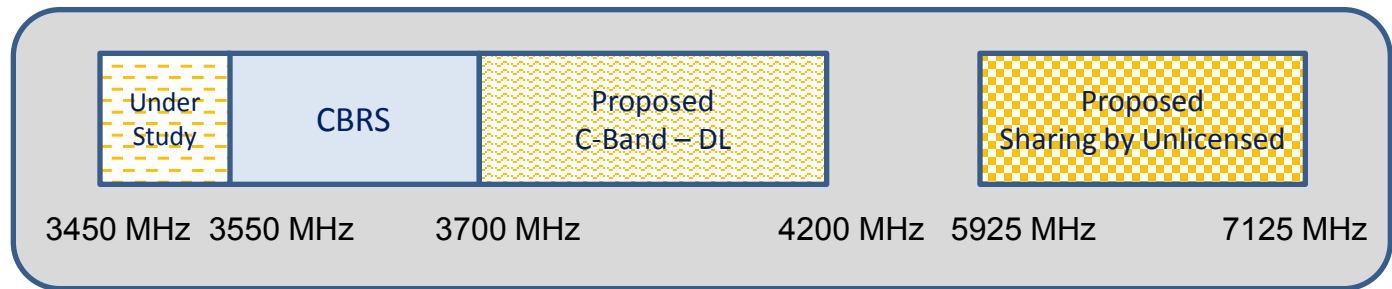 Under
Study
CBRS
Proposed
C-Band – DL
Proposed
Sharing by Unlicensed
3450 MHz 3550 MHz 3700 MHz 4200 MHz 5925 MHz 7125 MHz